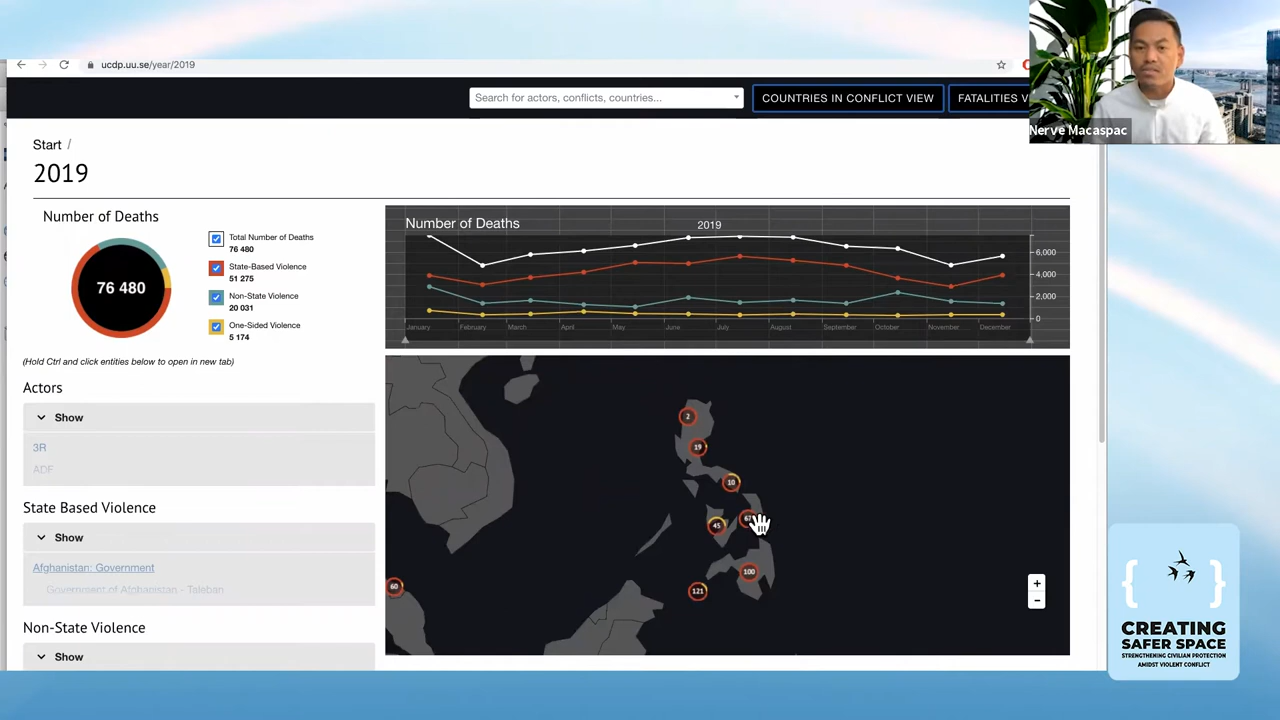 ucdp.uu.se/year/2019
Search for actors, conflicts, countries...
COUNTRIES IN CONFLICT VIEW
FATALITIES V
Nerve Macaspac
Start /
2019
Number of Deaths
76 480
Total Number of Deaths
76 480
State-Based Violence
51 275
Non-State Violence
20 031
One-Sided Violence
5 174
(Hold Ctrl and click entities below to open in new tab)
Actors
Show
3R
ADF
State Based Violence
Show
Afghanistan: Government
Government of Afghanistan - Taleban
Non-State Violence
Show
Number of Deaths
2019
6,000
4,000
2,000
0
January February March April May June July August September October November December
2
19
10
45
67
100
121
60
+
-
{ }
CREATING
SAFER SPACE
STRENGTHENING CIVILIAN PROTECTION
AMIDST VIOLENT CONFLICT